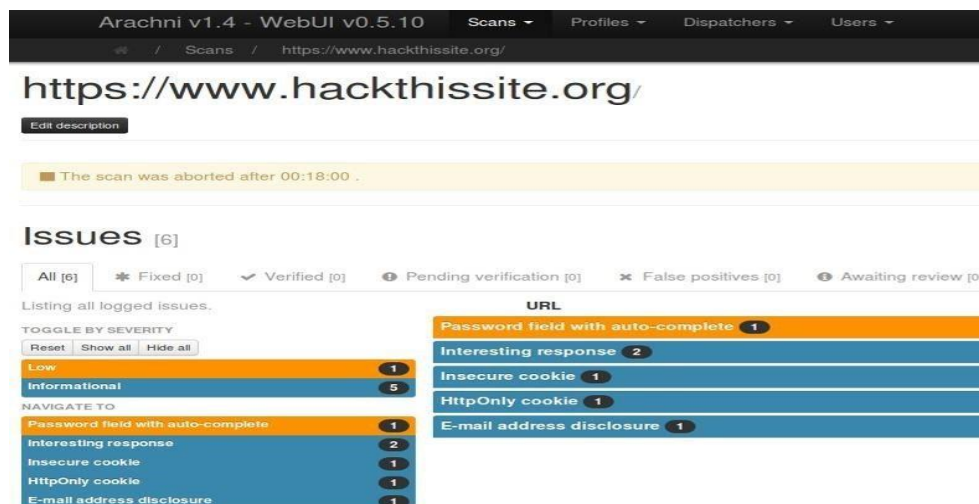 Arachni v1.4 - WebUI v0.5.10 Scans Profiles Dispatchers Users
/ Scans / https://www.hackthissite.org/
https://www.hackthissite.org/
Edit description
The scan was aborted after 00:18:00 .
Issues [6]
All [6] Fixed [0] Verified [0] Pending verification [0] False positives [0] Awaiting review [0
Listing all logged issues.
TOGGLE BY SEVERITY
Reset Show all Hide all
Low 1
Informational 5
NAVIGATE TO
Password field with auto-complete 1
Interesting response 2
Insecure cookie 1
HttpOnly cookie 1
E-mail address disclosure 1
URL
Password field with auto-complete 1
Interesting response 2
Insecure cookie 1
HttpOnly cookie 1
E-mail address disclosure 1